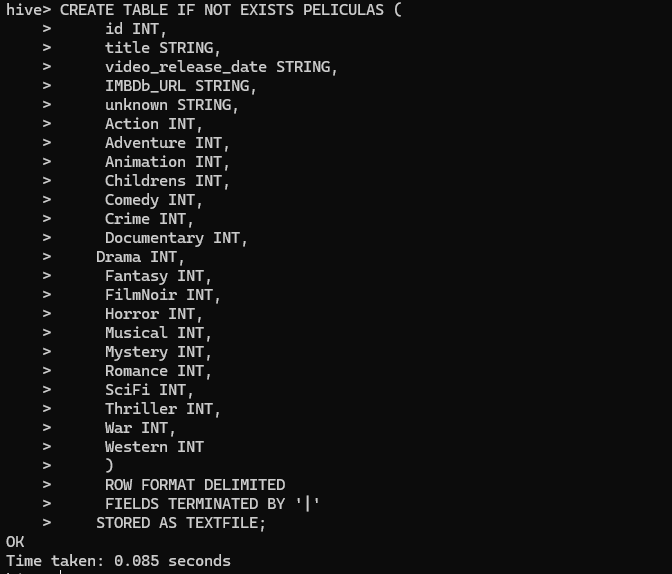 hive> CREATE TABLE IF NOT EXISTS PELICULAS (
    >      id INT,
    >      title STRING,
    >      video_release_date STRING,
    >      IMBDb_URL STRING,
    >      unknown STRING,
    >      Action INT,
    >      Adventure INT,
    >      Animation INT,
    >      Childrens INT,
    >      Comedy INT,
    >      Crime INT,
    >      Documentary INT,
    >     Drama INT,
    >      Fantasy INT,
    >      FilmNoir INT,
    >      Horror INT,
    >      Musical INT,
    >      Mystery INT,
    >      Romance INT,
    >      SciFi INT,
    >      Thriller INT,
    >      War INT,
    >      Western INT
    >      )
    >      ROW FORMAT DELIMITED
    >      FIELDS TERMINATED BY '|'
    >     STORED AS TEXTFILE;
OK
Time taken: 0.085 seconds